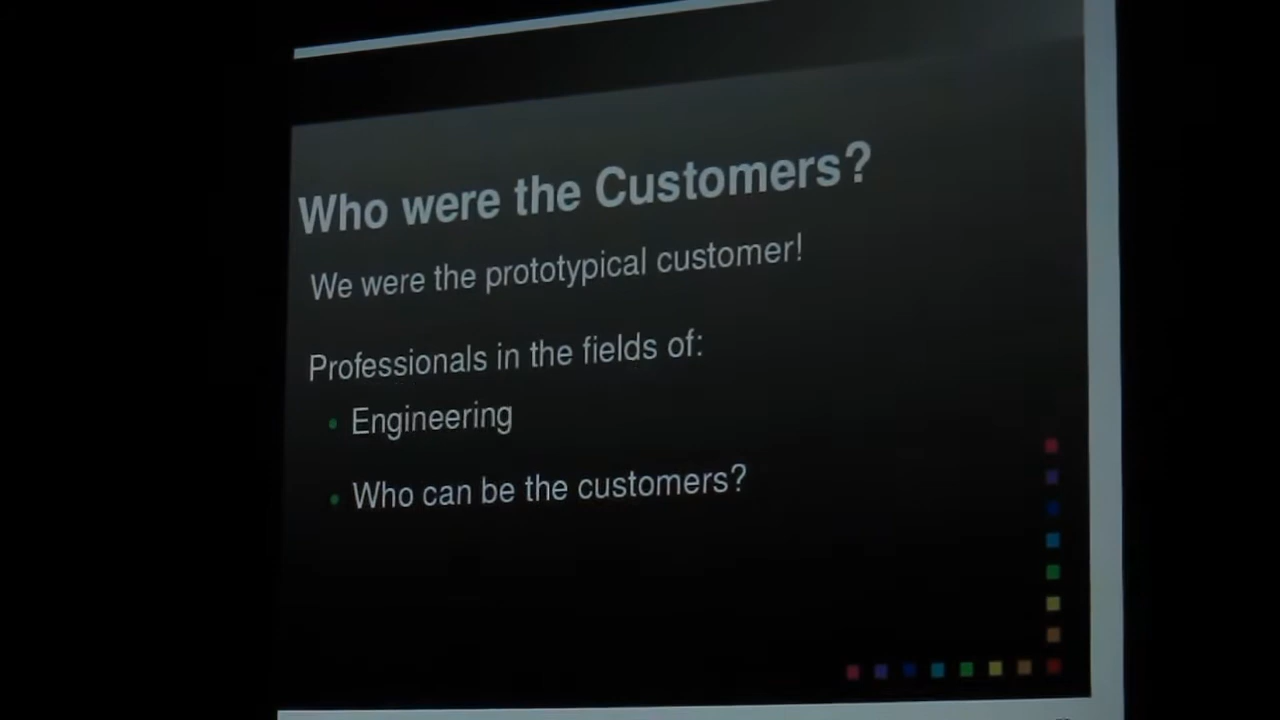 Who were the Customers?
We were the prototypical customer!
Professionals in the fields of:
• Engineering
• Who can be the customers?